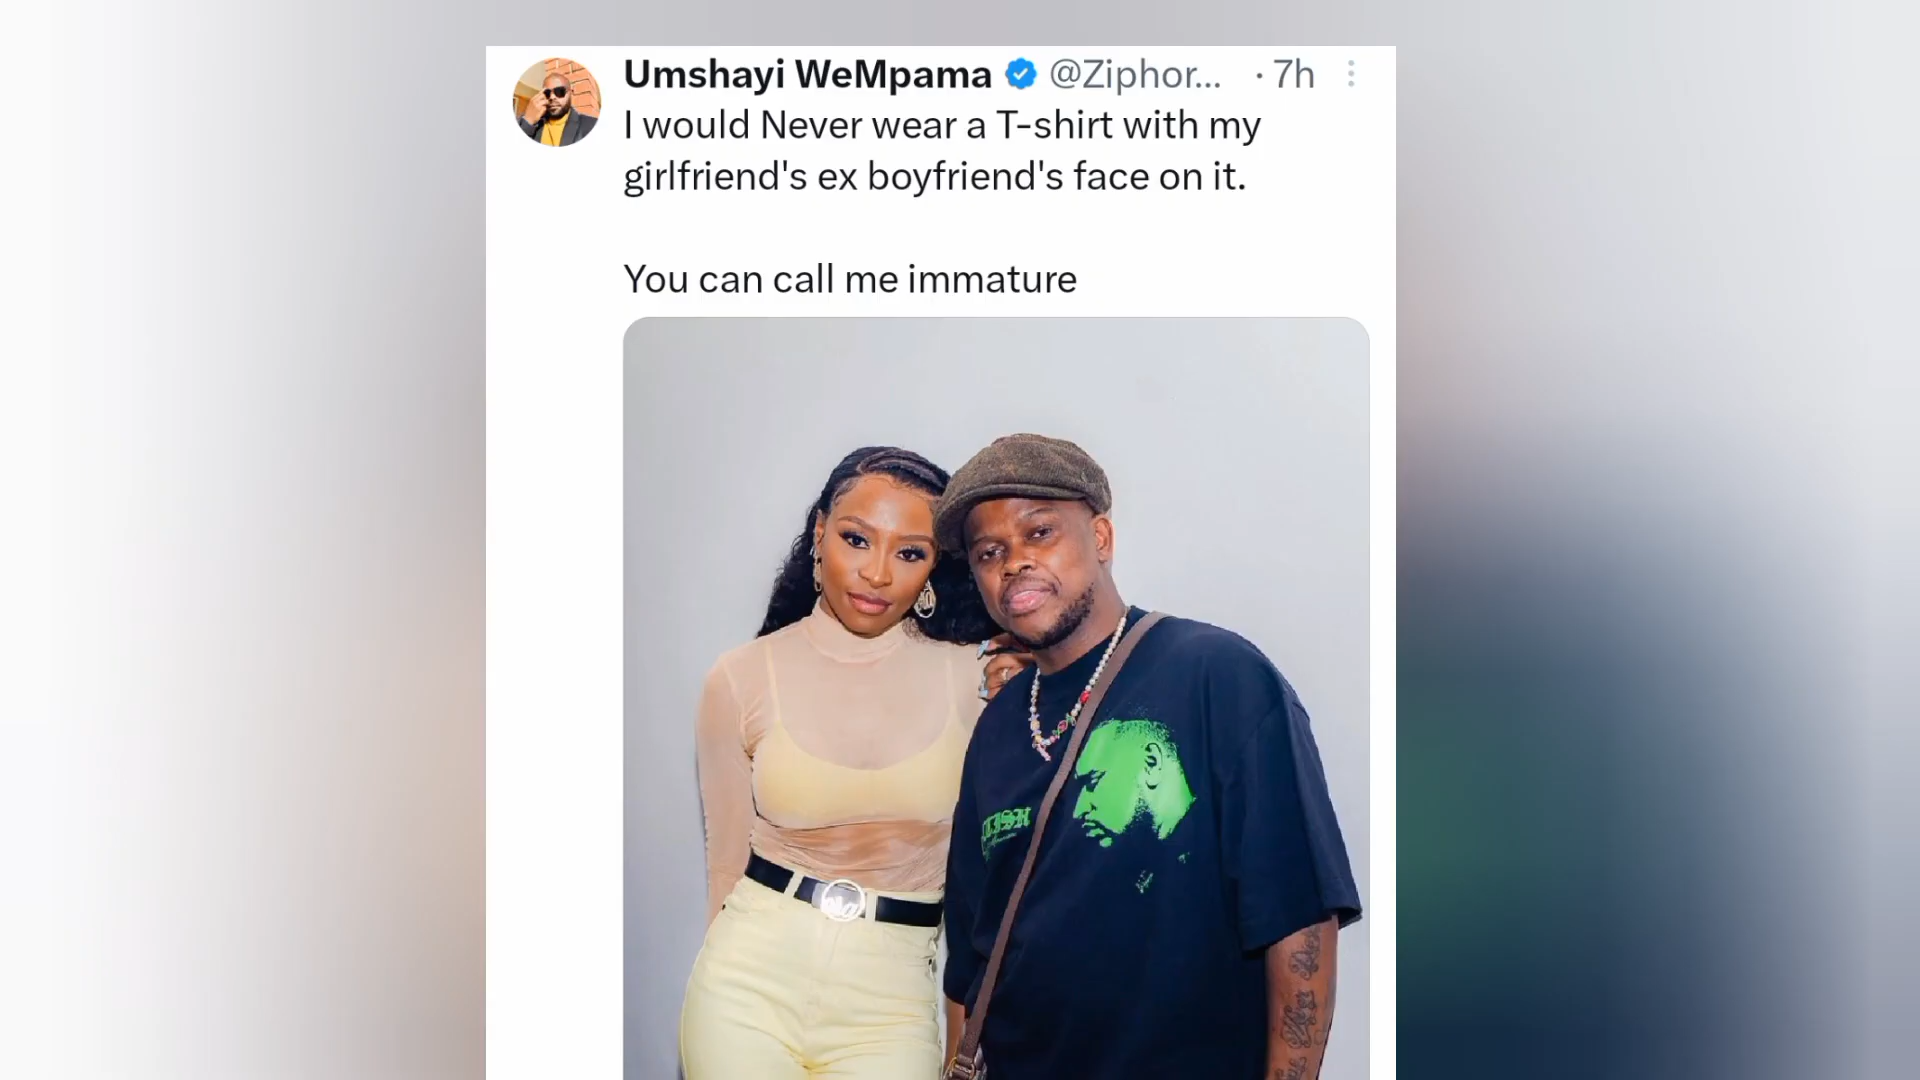 Umshayi WeMpama @Ziphor... · 7h
I would Never wear a T-shirt with my
girlfriend's ex boyfriend's face on it.
You can call me immature